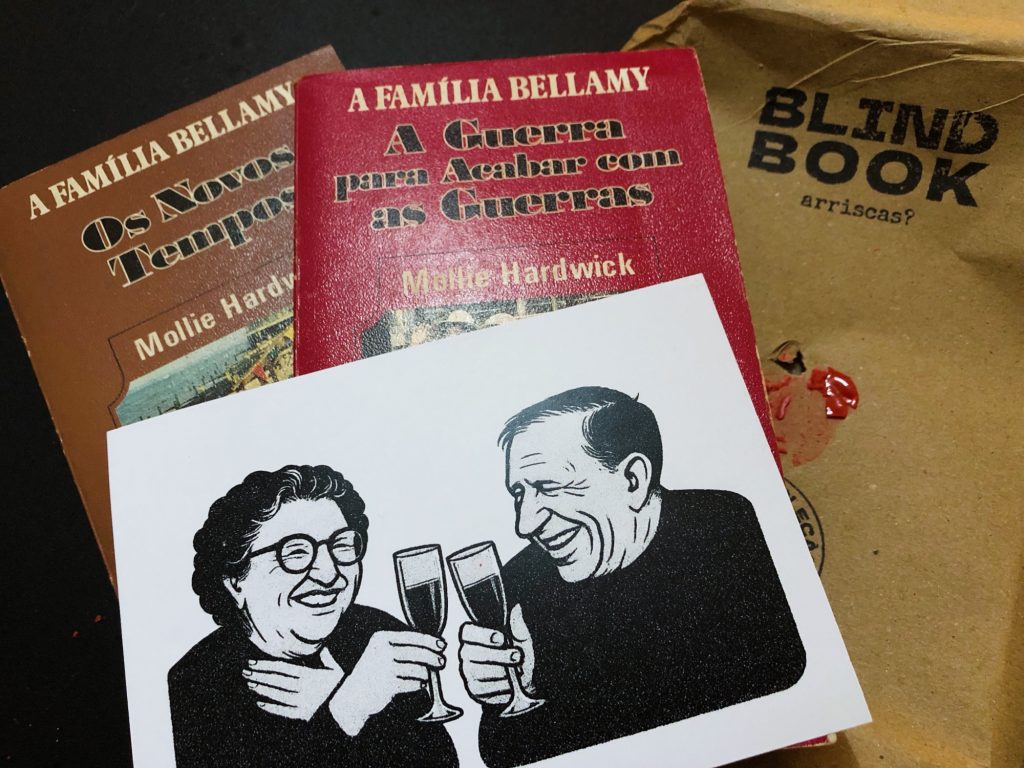 A FAMÍLIA BELLAMY
Os Novos
Tempos
Mollie Hardw
A FAMÍLIA BELLAMY
A Guerra
para Acabar com
as Guerras
Mollie Hardwick
BLIND
BOOK
arriscas?